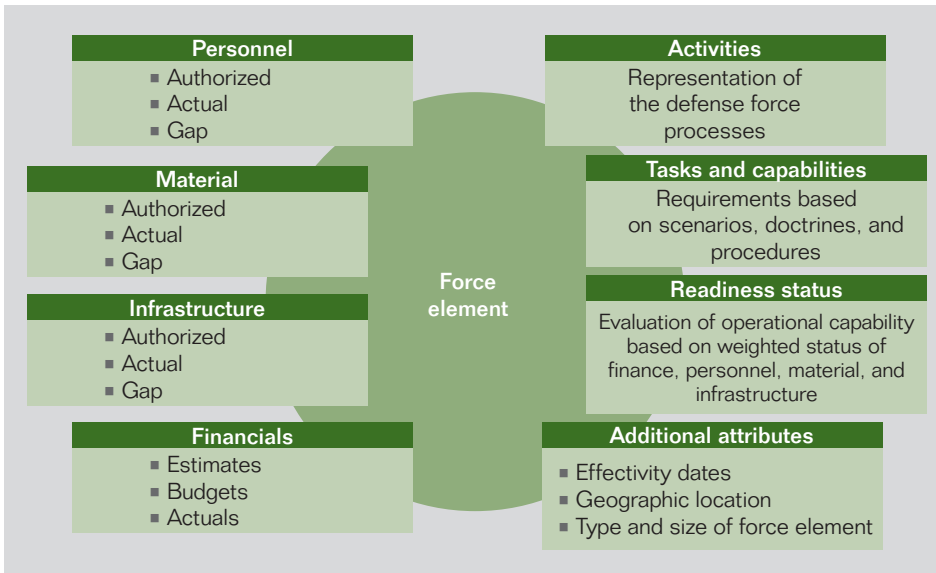 Personnel
▪ Authorized
▪ Actual
▪ Gap
Material
▪ Authorized
▪ Actual
▪ Gap
Infrastructure
▪ Authorized
▪ Actual
▪ Gap
Financials
▪ Estimates
▪ Budgets
▪ Actuals
Force
element
Activities
Representation of
the defense force
processes
Tasks and capabilities
Requirements based
on scenarios, doctrines, and
procedures
Readiness status
Evaluation of operational capability
based on weighted status of
finance, personnel, material, and
infrastructure
Additional attributes
▪ Effectivity dates
▪ Geographic location
▪ Type and size of force element